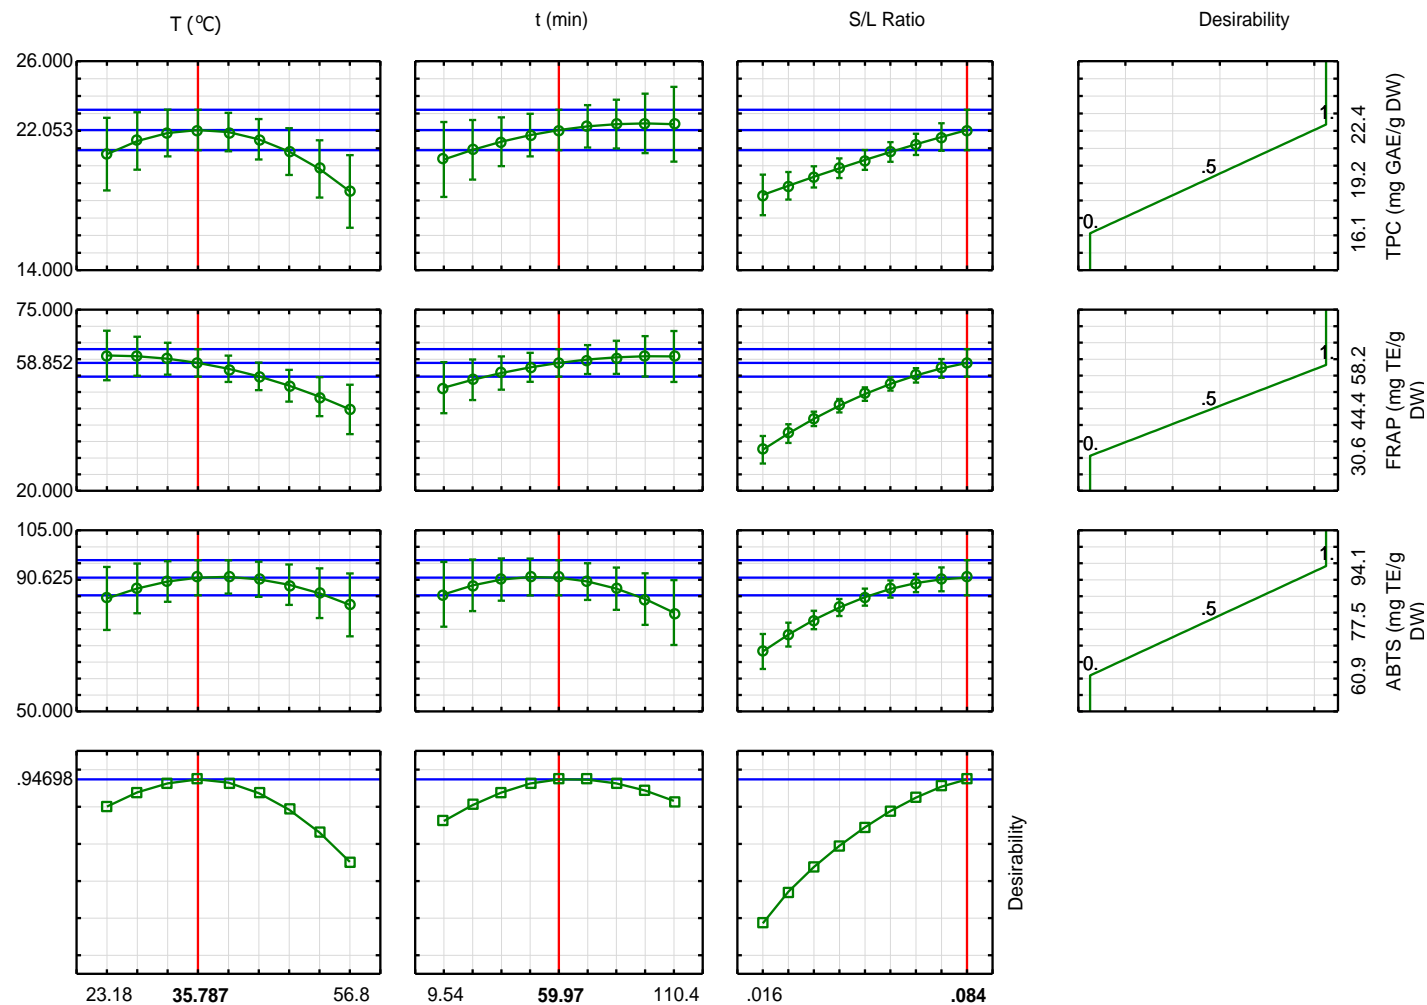 T (°C) t (min) S/L Ratio Desirability
26.000
22.053
14.000
0. .5 1.
16.1 19.2 22.4
TPC (mg GAE/g DW)
75.000
58.852
20.000
0. .5 1.
30.6 44.4 58.2
FRAP (mg TE/g
DW)
105.00
90.625
50.000
0. .5 1.
60.9 77.5 94.1
ABTS (mg TE/g
DW)
.94698
Desirability
23.18 35.787 56.8 9.54 59.97 110.4 .016 .084